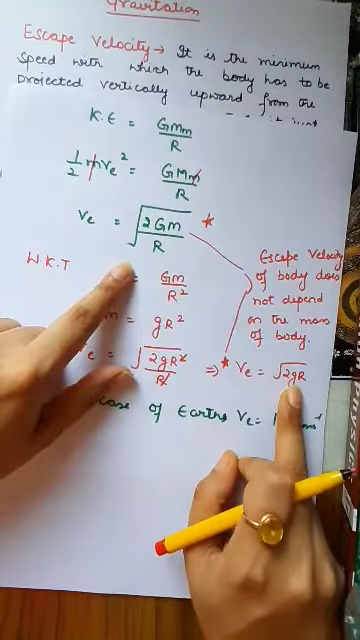 Gravitation
Escape Velocity → It is the minimum
speed with which the body has to be
projected vertically upward from the
K.E = GMm/R
1/2 mve² = GMm/R
ve = √(2GM/R) *
Escape Velocity
of body does
not depend
on the mass
of body.
W.K.T
= GM/R²
= gR²
= √(2gR²/R) ⇒ * Ve = √2gR
case of Earth Ve =